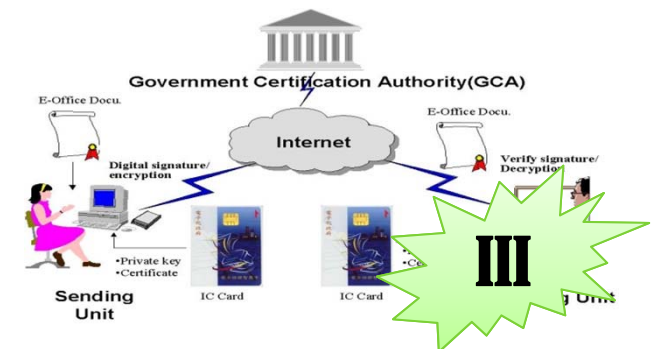 Government Certification Authority(GCA)
E-Office Docu.
E-Office Docu.
Internet
Digital signature/
encryption
Verify signature/
•Private key
•Certificate
IC Card
IC Card
III
Sending
Unit
Unit